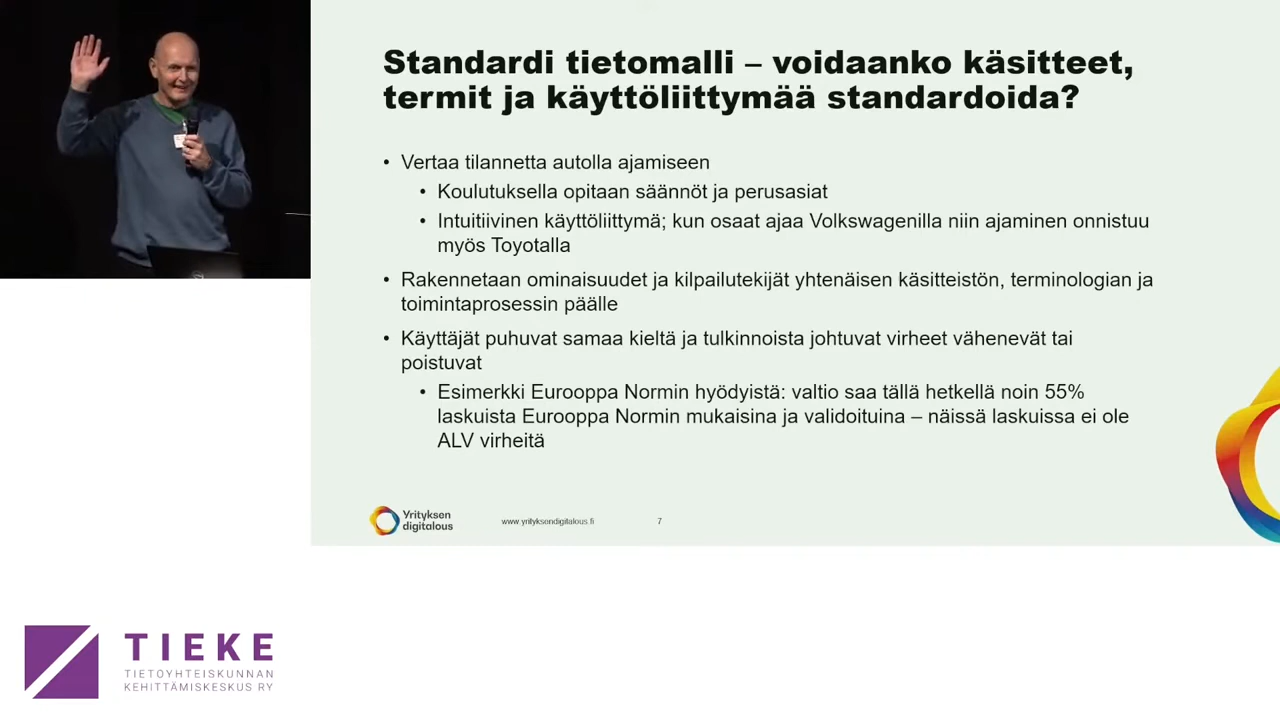 Standardi tietomalli – voidaanko käsitteet,
termit ja käyttöliittymää standardoida?
• Vertaa tilannetta autolla ajamiseen
• Koulutuksella opitaan säännöt ja perusasiat
• Intuitiivinen käyttöliittymä; kun osaat ajaa Volkswagenilla niin ajaminen onnistuu
myös Toyotalla
• Rakennetaan ominaisuudet ja kilpailutekijät yhtenäisen käsitteistön, terminologian ja
toimintaprosessin päälle
• Käyttäjät puhuvat samaa kieltä ja tulkinnoista johtuvat virheet vähenevät tai
poistuvat
• Esimerkki Eurooppa Normin hyödyistä: valtio saa tällä hetkellä noin 55%
laskuista Eurooppa Normin mukaisina ja validoituina – näissä laskuissa ei ole
ALV virheitä
Yrityksen
digitalous
www.yrityksendigitalous.fi
7
TIEKE
TIETOYHTEISKUNNAN
KEHITTÄMISKESKUS RY